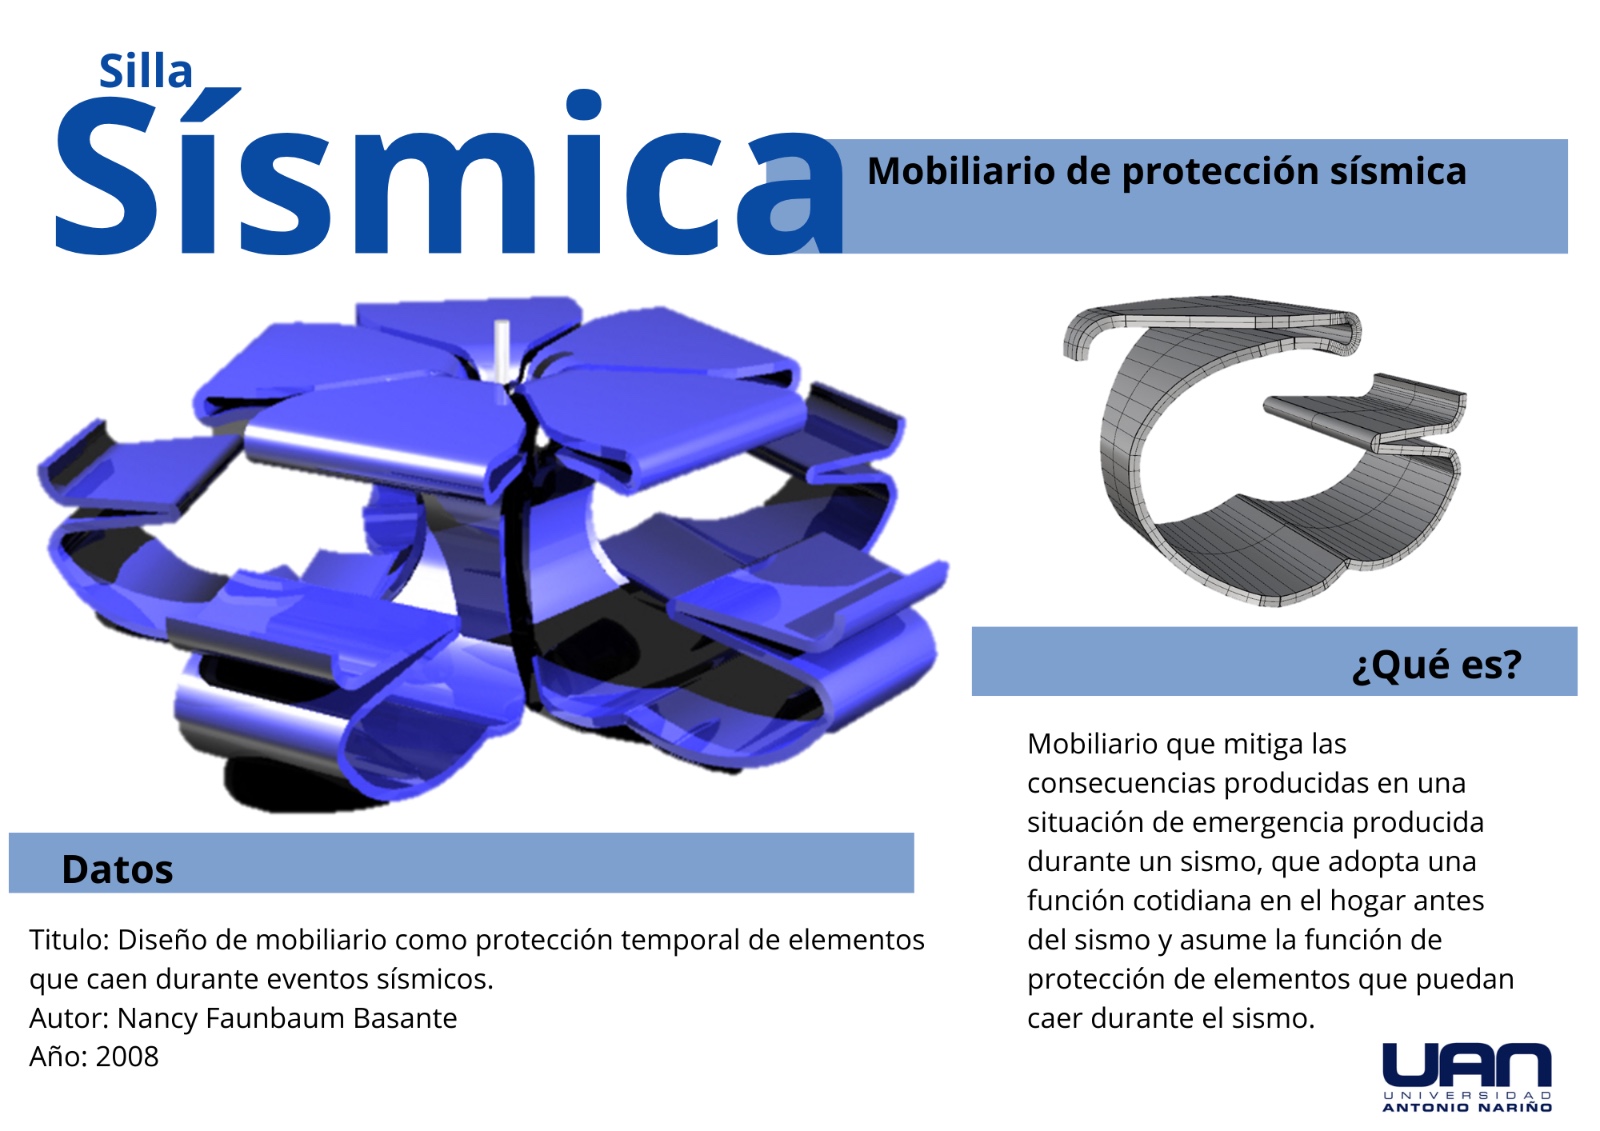 Silla
Sísmica
Mobiliario de protección sísmica
¿Qué es?
Mobiliario que mitiga las
consecuencias producidas en una
situación de emergencia producida
durante un sismo, que adopta una
función cotidiana en el hogar antes
del sismo y asume la función de
protección de elementos que puedan
caer durante el sismo.
Datos
Titulo: Diseño de mobiliario como protección temporal de elementos
que caen durante eventos sísmicos.
Autor: Nancy Faunbaum Basante
Año: 2008
UAN
UNIVERSIDAD
ANTONIO NARIÑO